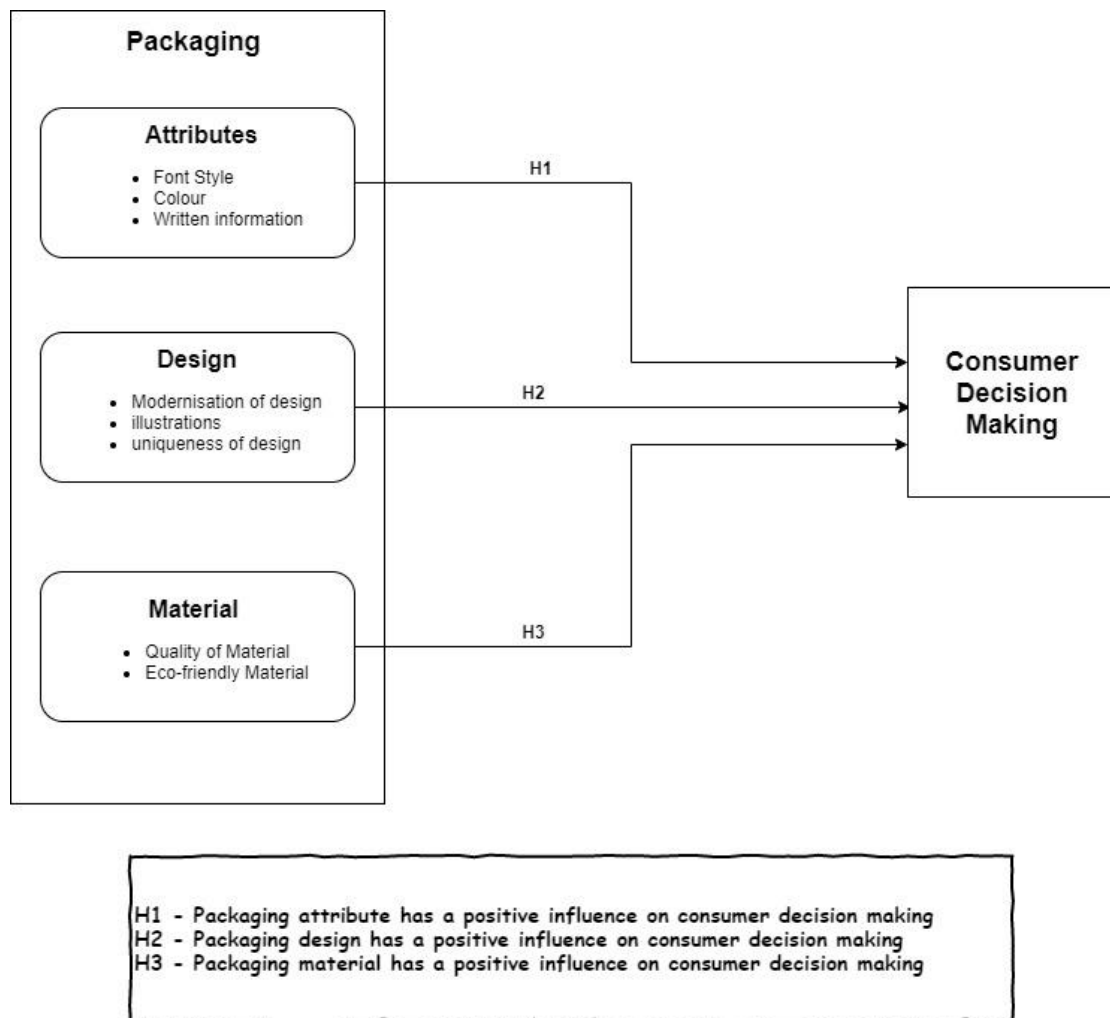 Packaging
Attributes
Font Style
Colour
Written information
H1
Design
Modernisation of design
illustrations
uniqueness of design
H2
Material
Quality of Material
Eco-friendly Material
H3
Consumer
Decision
Making
H1 - Packaging attribute has a positive influence on consumer decision making
H2 - Packaging design has a positive influence on consumer decision making
H3 - Packaging material has a positive influence on consumer decision making